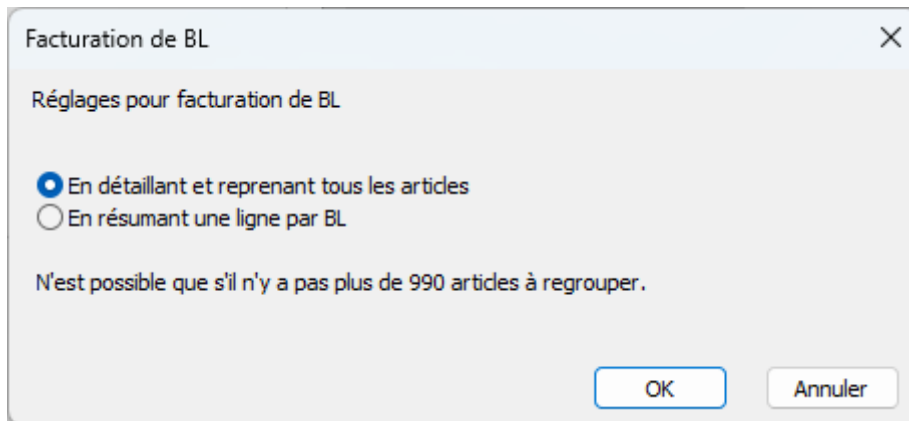 Facturation de BL
Réglages pour facturation de BL
En détaillant et reprenant tous les articles
En résumant une ligne par BL
N'est possible que s'il n'y a pas plus de 990 articles à regrouper.
OK
Annuler